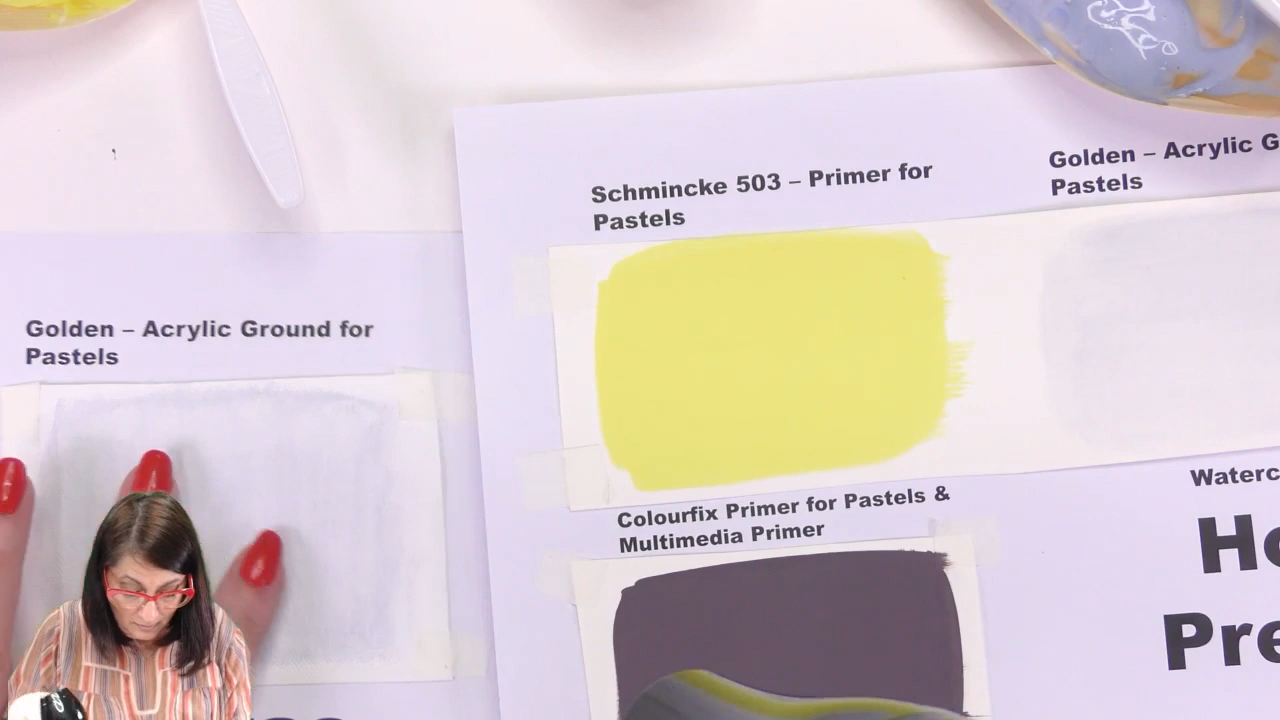 Schmincke 503 – Primer for
Pastels
Golden – Acrylic G
Pastels
Golden – Acrylic Ground for
Pastels
Colourfix Primer for Pastels &
Multimedia Primer
Waterc
Ho
Pre